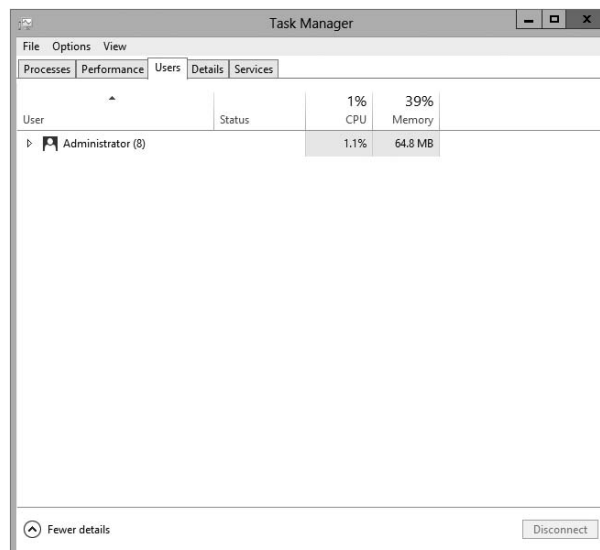 Task Manager
File Options View
Processes Performance Users Details Services
1% 39%
User Status CPU Memory
Administrator (8) 1.1% 64.8 MB
Fewer details Disconnect